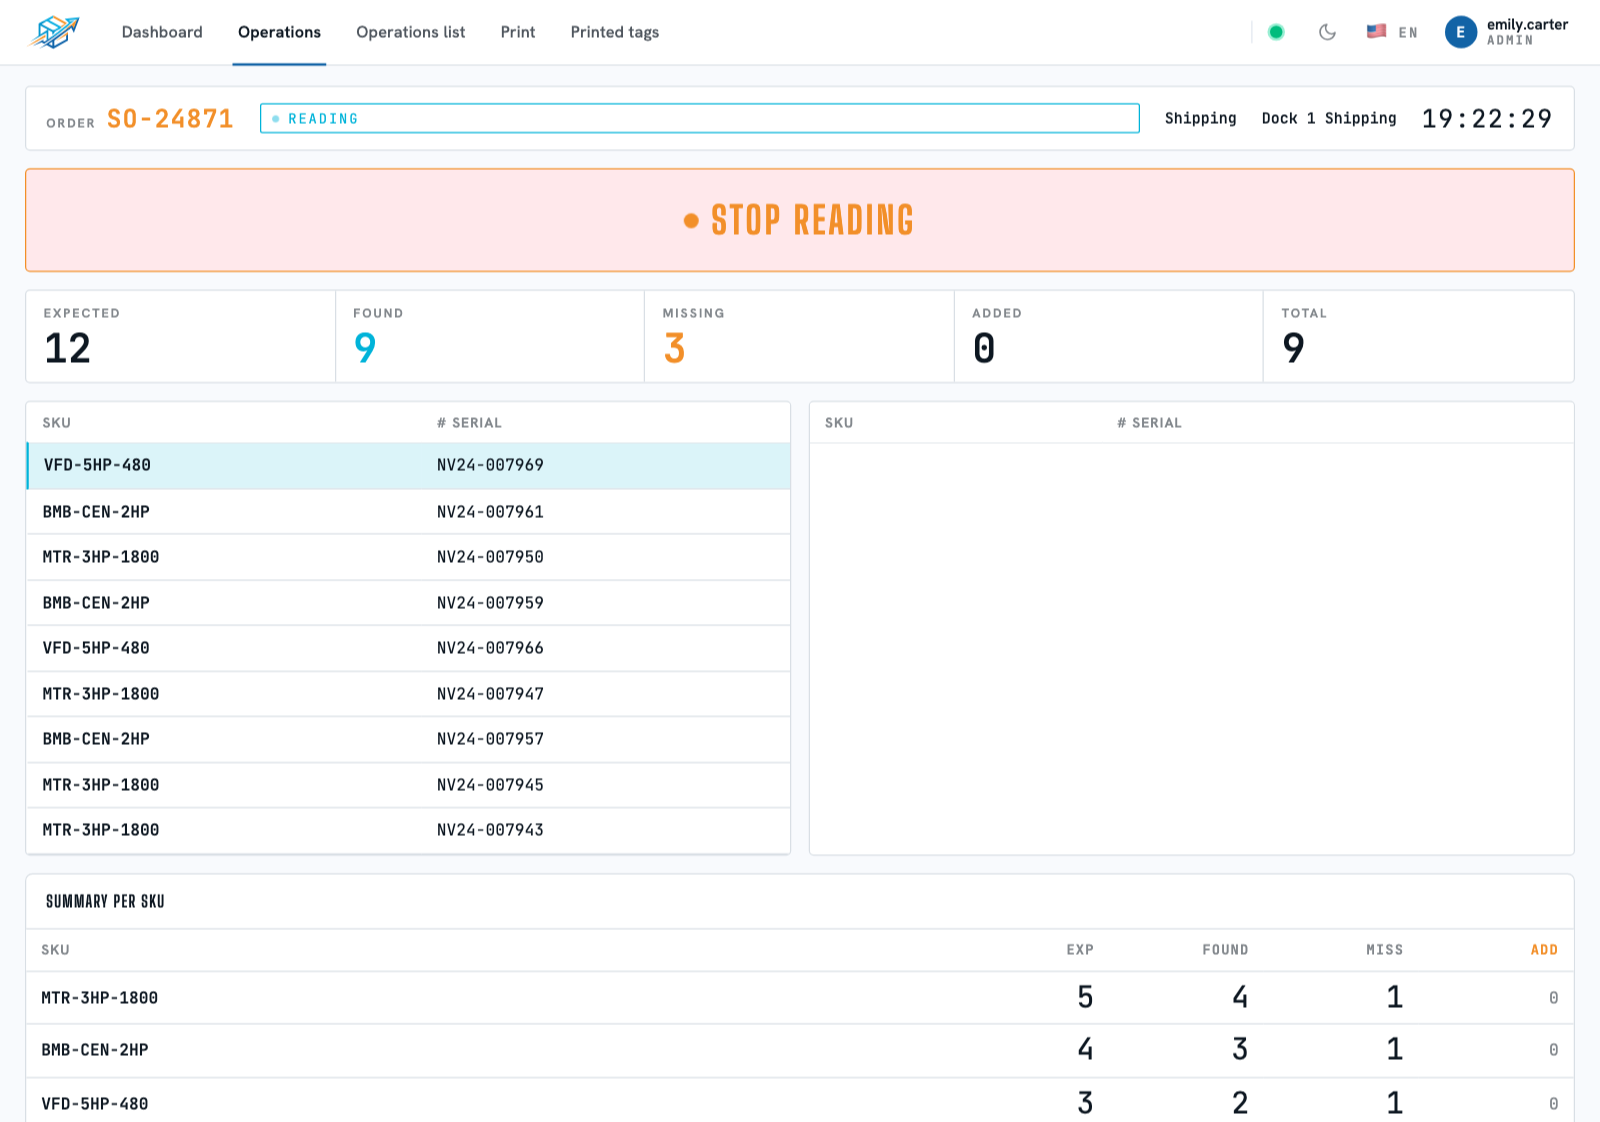 Dashboard
Operations
Operations list
Print
Printed tags
EN
E
emily.carter
ADMIN
ORDER SO-24871
READING
Shipping
Dock 1 Shipping
19:22:29
STOP READING
EXPECTED
12
FOUND
9
MISSING
3
ADDED
0
TOTAL
9
SKU # SERIAL
VFD-5HP-480 NV24-007969
BMB-CEN-2HP NV24-007961
MTR-3HP-1800 NV24-007950
BMB-CEN-2HP NV24-007959
VFD-5HP-480 NV24-007966
MTR-3HP-1800 NV24-007947
BMB-CEN-2HP NV24-007957
MTR-3HP-1800 NV24-007945
MTR-3HP-1800 NV24-007943
SKU # SERIAL
SUMMARY PER SKU
SKU EXP FOUND MISS ADD
MTR-3HP-1800 5 4 1 0
BMB-CEN-2HP 4 3 1 0
VFD-5HP-480 3 2 1 0